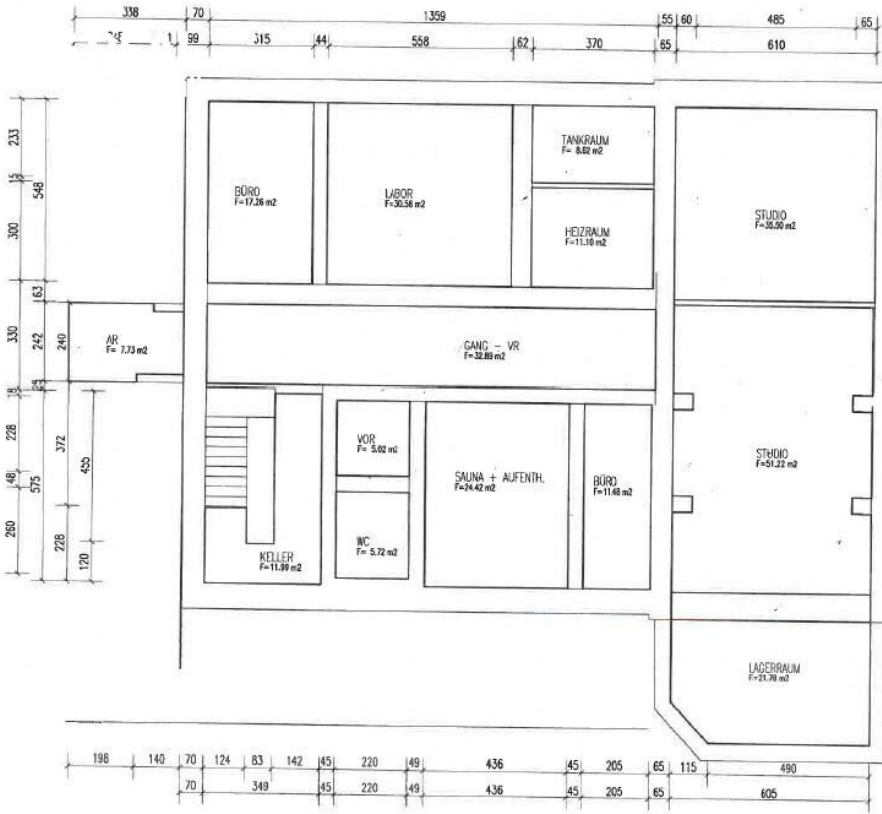 338 70 1359 55 60 485 65
99 315 44 558 62 370 65 610
233
548
300
63
330
242
240
18
228
372
455
48
575
260
228
120
BÜRO
F=17.26 m2
LABOR
F=30.58 m2
TANKRAUM
F= 8.62 m2
HEIZRAUM
F=11.10 m2
STUDIO
F=35.50 m2
AR
F= 7.73 m2
GANG - VR
F=32.89 m2
VOR
F= 5.02 m2
SAUNA + AUFENTH.
F=24.42 m2
BÜRO
F=11.48 m2
STUDIO
F=51.22 m2
WC
F= 5.72 m2
KELLER
F=11.99 m2
LAGERRAUM
F=21.78 m2
198 140 70 124 83 142 45 220 49 436 45 205 65 115 490
70 349 45 220 49 436 45 205 65 605